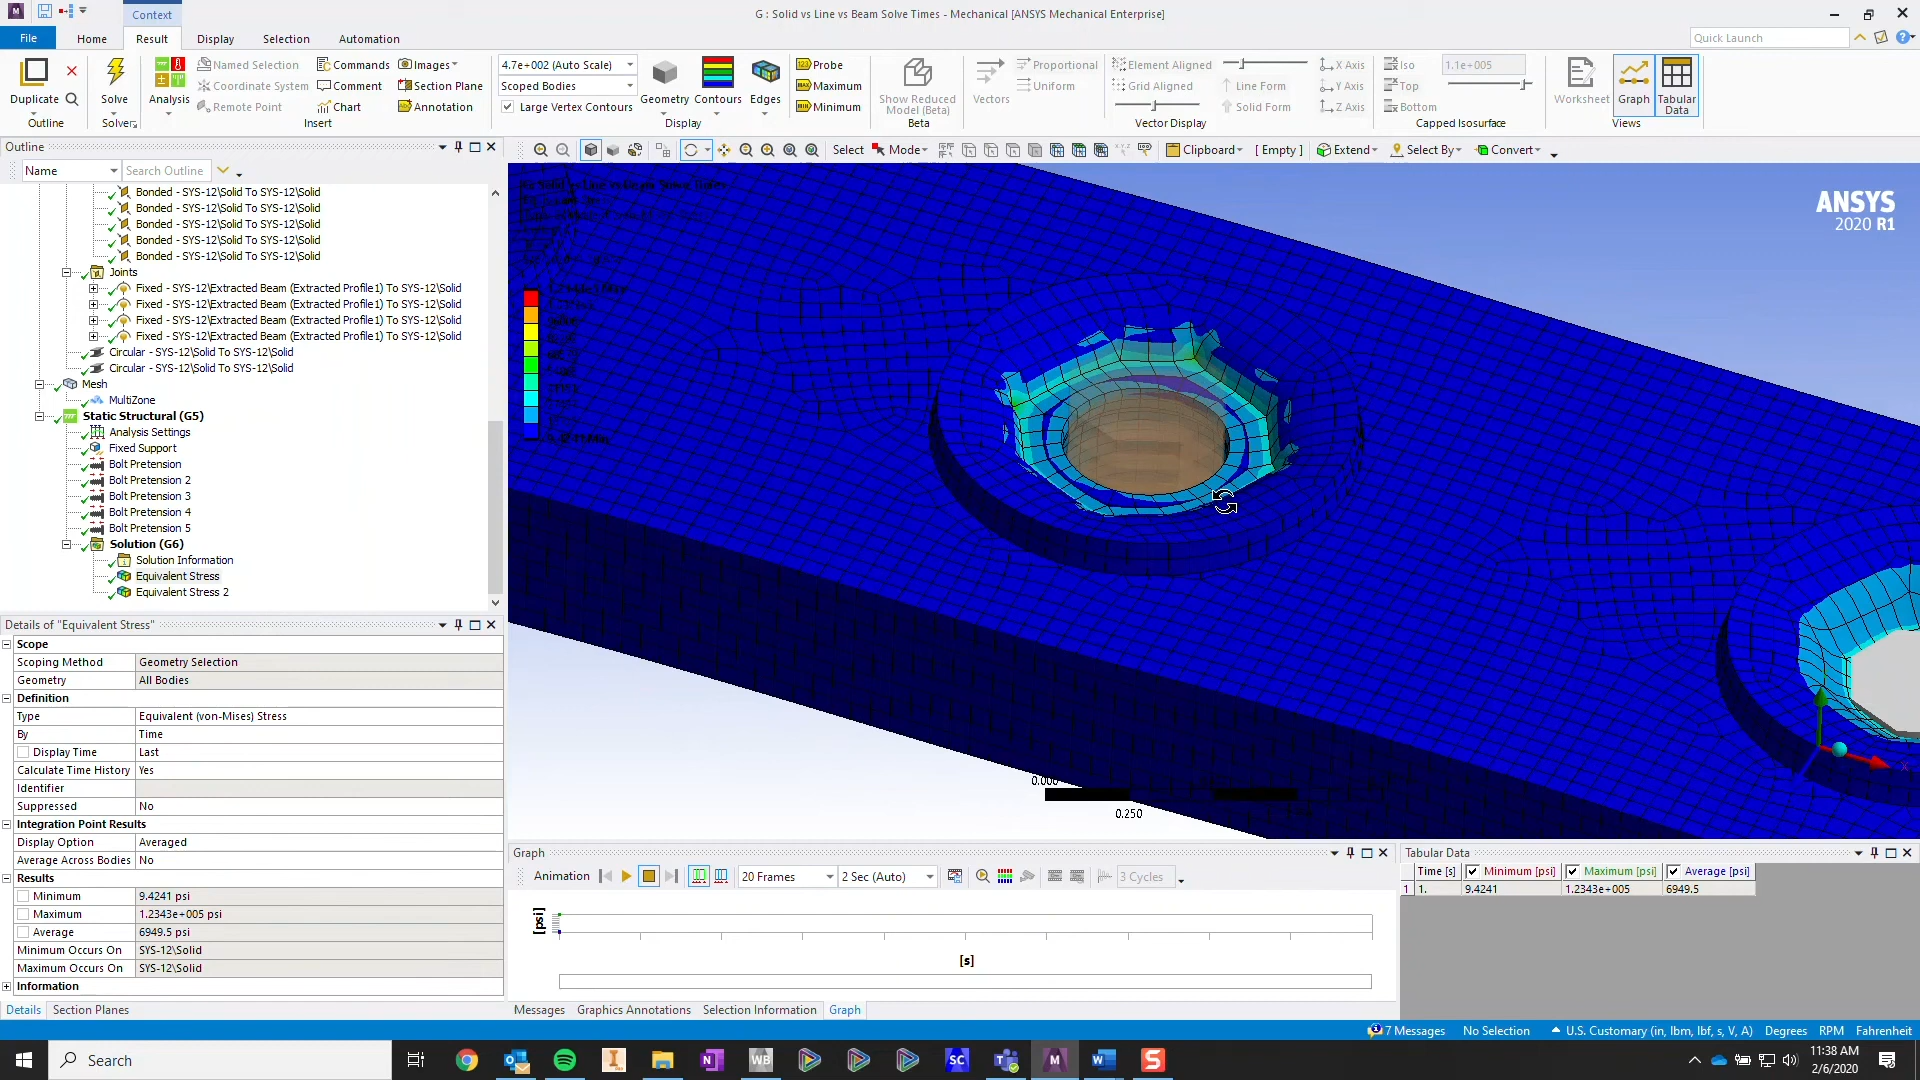 Context
G : Solid vs Line vs Beam Solve Times - Mechanical [ANSYS Mechanical Enterprise]
File Home Result Display Selection Automation
Quick Launch
Duplicate
Outline
Solve
Solver
Analysis
Named Selection
Coordinate System
Remote Point
Commands
Comment
Chart
Images
Section Plane
Annotation
Insert
4.7e+002 (Auto Scale)
Scoped Bodies
Large Vertex Contours
Geometry
Contours
Edges
Display
Probe
Maximum
Minimum
Show Reduced
Model (Beta)
Beta
Vectors
Proportional
Uniform
Element Aligned
Grid Aligned
Line Form
Solid Form
X Axis
Y Axis
Z Axis
Vector Display
Iso
Top
Bottom
1.1e+005
Capped Isosurface
Worksheet
Graph
Tabular
Data
Views
Outline
Name
Search Outline
Select Mode Clipboard [ Empty ] Extend Select By Convert
Bonded - SYS-12\Solid To SYS-12\Solid
Bonded - SYS-12\Solid To SYS-12\Solid
Bonded - SYS-12\Solid To SYS-12\Solid
Bonded - SYS-12\Solid To SYS-12\Solid
Bonded - SYS-12\Solid To SYS-12\Solid
Joints
Fixed - SYS-12\Extracted Beam (Extracted Profile1) To SYS-12\Solid
Fixed - SYS-12\Extracted Beam (Extracted Profile1) To SYS-12\Solid
Fixed - SYS-12\Extracted Beam (Extracted Profile1) To SYS-12\Solid
Fixed - SYS-12\Extracted Beam (Extracted Profile1) To SYS-12\Solid
Circular - SYS-12\Solid To SYS-12\Solid
Circular - SYS-12\Solid To SYS-12\Solid
Mesh
MultiZone
Static Structural (G5)
Analysis Settings
Fixed Support
Bolt Pretension
Bolt Pretension 2
Bolt Pretension 3
Bolt Pretension 4
Bolt Pretension 5
Solution (G6)
Solution Information
Equivalent Stress
Equivalent Stress 2
Details of "Equivalent Stress"
Scope
Scoping Method Geometry Selection
Geometry All Bodies
Definition
Type Equivalent (von-Mises) Stress
By Time
Display Time Last
Calculate Time History Yes
Identifier
Suppressed No
Integration Point Results
Display Option Averaged
Average Across Bodies No
Results
Minimum 9.4241 psi
Maximum 1.2343e+005 psi
Average 6949.5 psi
Minimum Occurs On SYS-12\Solid
Maximum Occurs On SYS-12\Solid
Information
Details Section Planes
ANSYS
2020 R1
0.000
0.250
X
Graph
Animation 20 Frames 2 Sec (Auto) 3 Cycles
[psi]
[s]
Messages Graphics Annotations Selection Information Graph
Tabular Data
Time [s] Minimum [psi] Maximum [psi] Average [psi]
1 1. 9.4241 1.2343e+005 6949.5
7 Messages No Selection U.S. Customary (in, lbm, lbf, s, V, A) Degrees RPM Fahrenheit
Search
WB
SC
11:38 AM
2/6/2020